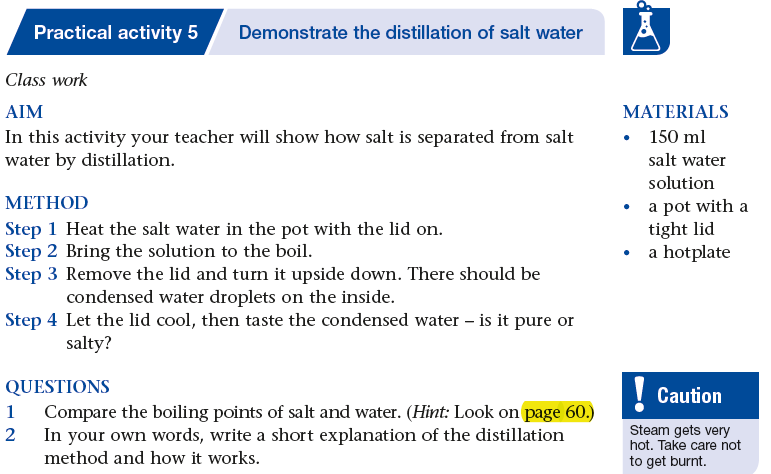 Practical activity 5
Demonstrate the distillation of salt water
Class work
AIM
In this activity your teacher will show how salt is separated from salt
water by distillation.
METHOD
Step 1 Heat the salt water in the pot with the lid on.
Step 2 Bring the solution to the boil.
Step 3 Remove the lid and turn it upside down. There should be
condensed water droplets on the inside.
Step 4 Let the lid cool, then taste the condensed water – is it pure or
salty?
QUESTIONS
1 Compare the boiling points of salt and water. (Hint: Look on page 60.)
2 In your own words, write a short explanation of the distillation
method and how it works.
MATERIALS
• 150 ml
salt water
solution
• a pot with a
tight lid
• a hotplate
! Caution
Steam gets very
hot. Take care not
to get burnt.